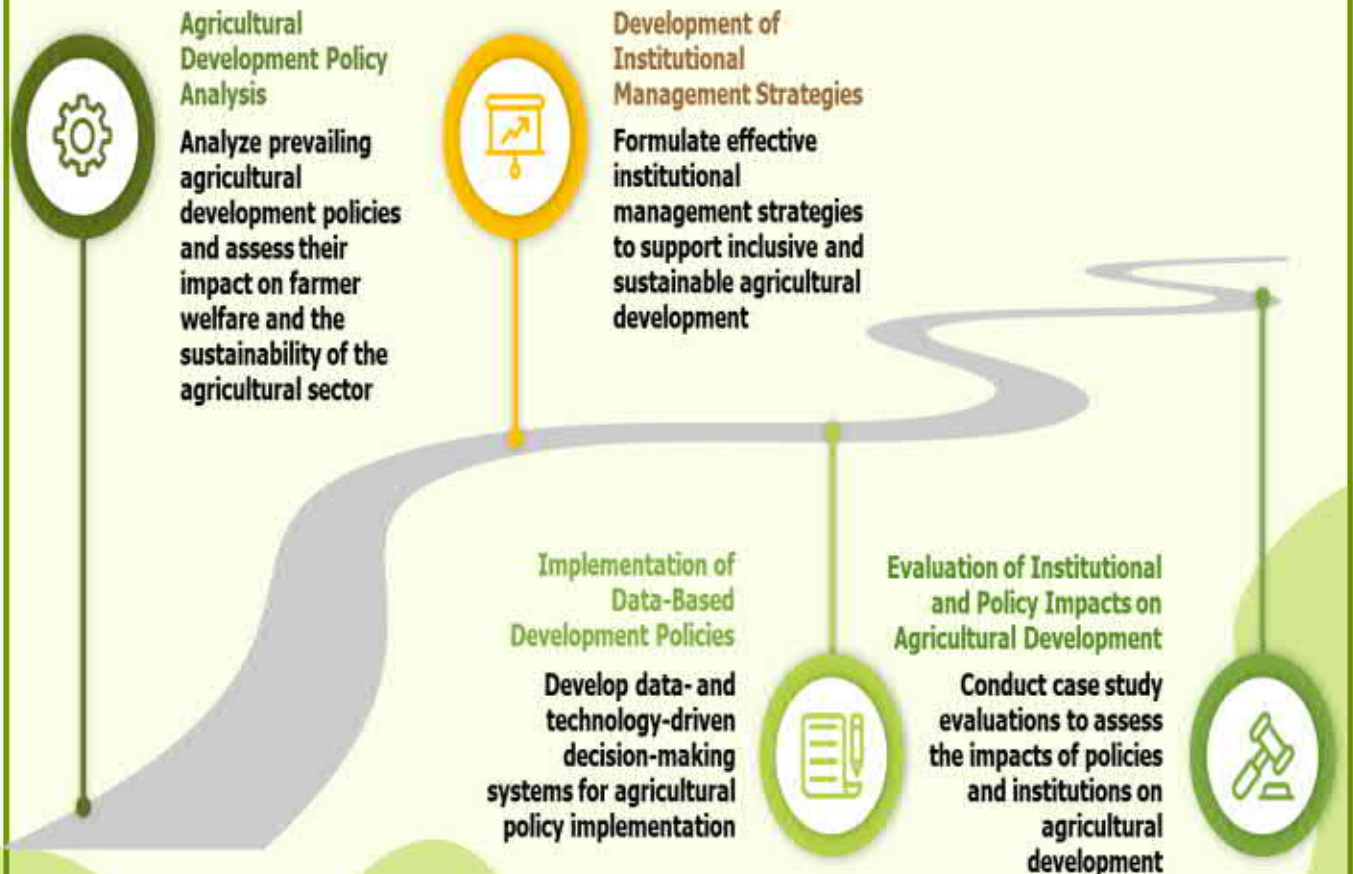 Agricultural
Development Policy
Analysis
Analyze prevailing
agricultural
development policies
and assess their
impact on farmer
welfare and the
sustainability of the
agricultural sector
Development of
Institutional
Management Strategies
Formulate effective
institutional
management strategies
to support inclusive and
sustainable agricultural
development
Implementation of
Data-Based
Development Policies
Develop data- and
technology-driven
decision-making
systems for agricultural
policy implementation
Evaluation of Institutional
and Policy Impacts on
Agricultural Development
Conduct case study
evaluations to assess
the impacts of policies
and institutions on
agricultural
development